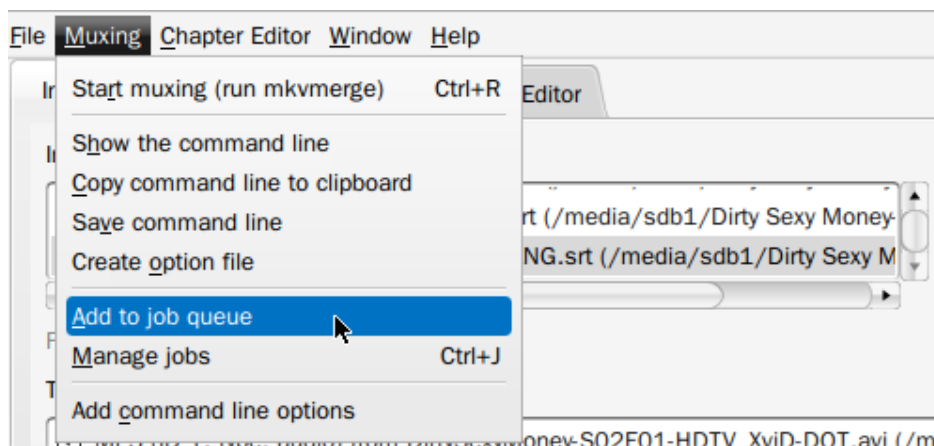 File Muxing Chapter Editor Window Help
Start muxing (run mkvmerge) Ctrl+R
Editor
Show the command line
Copy command line to clipboard
rt (/media/sdb1/Dirty Sexy Money-
Save command line
NG.srt (/media/sdb1/Dirty Sexy M
Create option file
Add to job queue
Manage jobs Ctrl+J
Add command line options
Money-S02E01-HDTV_XviD-DOT.avi (/m